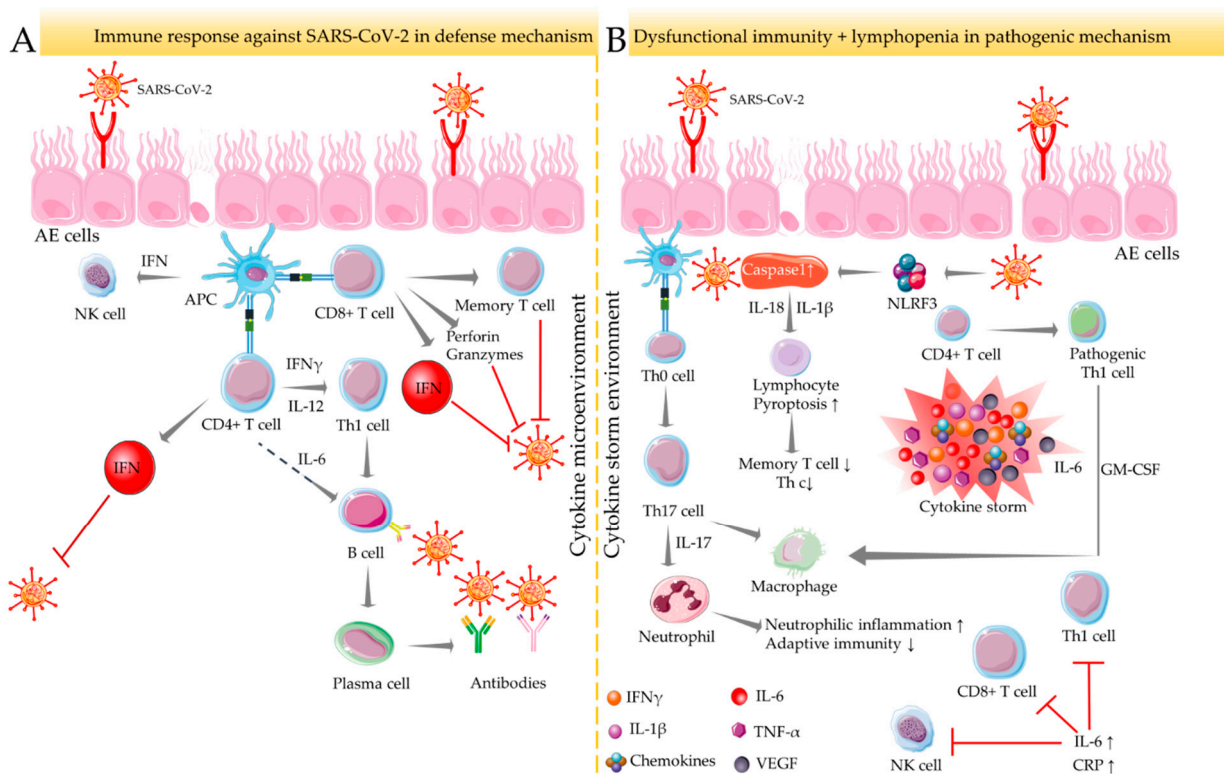 A
Immune response against SARS-CoV-2 in defense mechanism
SARS-CoV-2
AE cells
IFN
NK cell
APC
CD8+ T cell
Memory T cell
Perforin
Granzymes
IFN
IFNγ
IL-12
CD4+ T cell
Th1 cell
IFN
IL-6
B cell
Plasma cell
Antibodies
Cytokine microenvironment
Cytokine storm environment
B
Dysfunctional immunity + lymphopenia in pathogenic mechanism
SARS-CoV-2
AE cells
Caspase1↑
NLRF3
IL-18
IL-1β
Th0 cell
Lymphocyte
Pyroptosis ↑
CD4+ T cell
Pathogenic
Th1 cell
Memory T cell ↓
Th c↓
IL-6
GM-CSF
Cytokine storm
Th17 cell
IL-17
Macrophage
Neutrophil
Neutrophilic inflammation ↑
Adaptive immunity ↓
Th1 cell
CD8+ T cell
IFNγ
IL-6
IL-1β
TNF-α
Chemokines
VEGF
NK cell
IL-6 ↑
CRP ↑